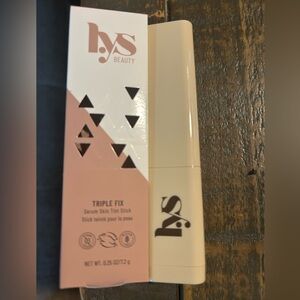 lys
BEAUTY
TRIPLE FIX
Serum Skin Tint Stick
Stick teinté pour la peau
NET WT. 0.25 OZ/7.2 g
lys